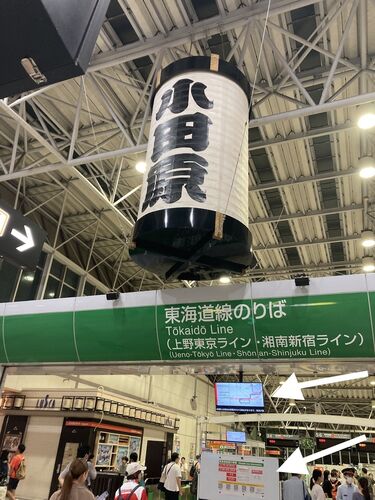 小田原
東海道線のりば
Tōkaidō Line
(上野東京ライン・湘南新宿ライン)
(Ueno-Tōkyō Line・Shōnan-Shinjuku Line)